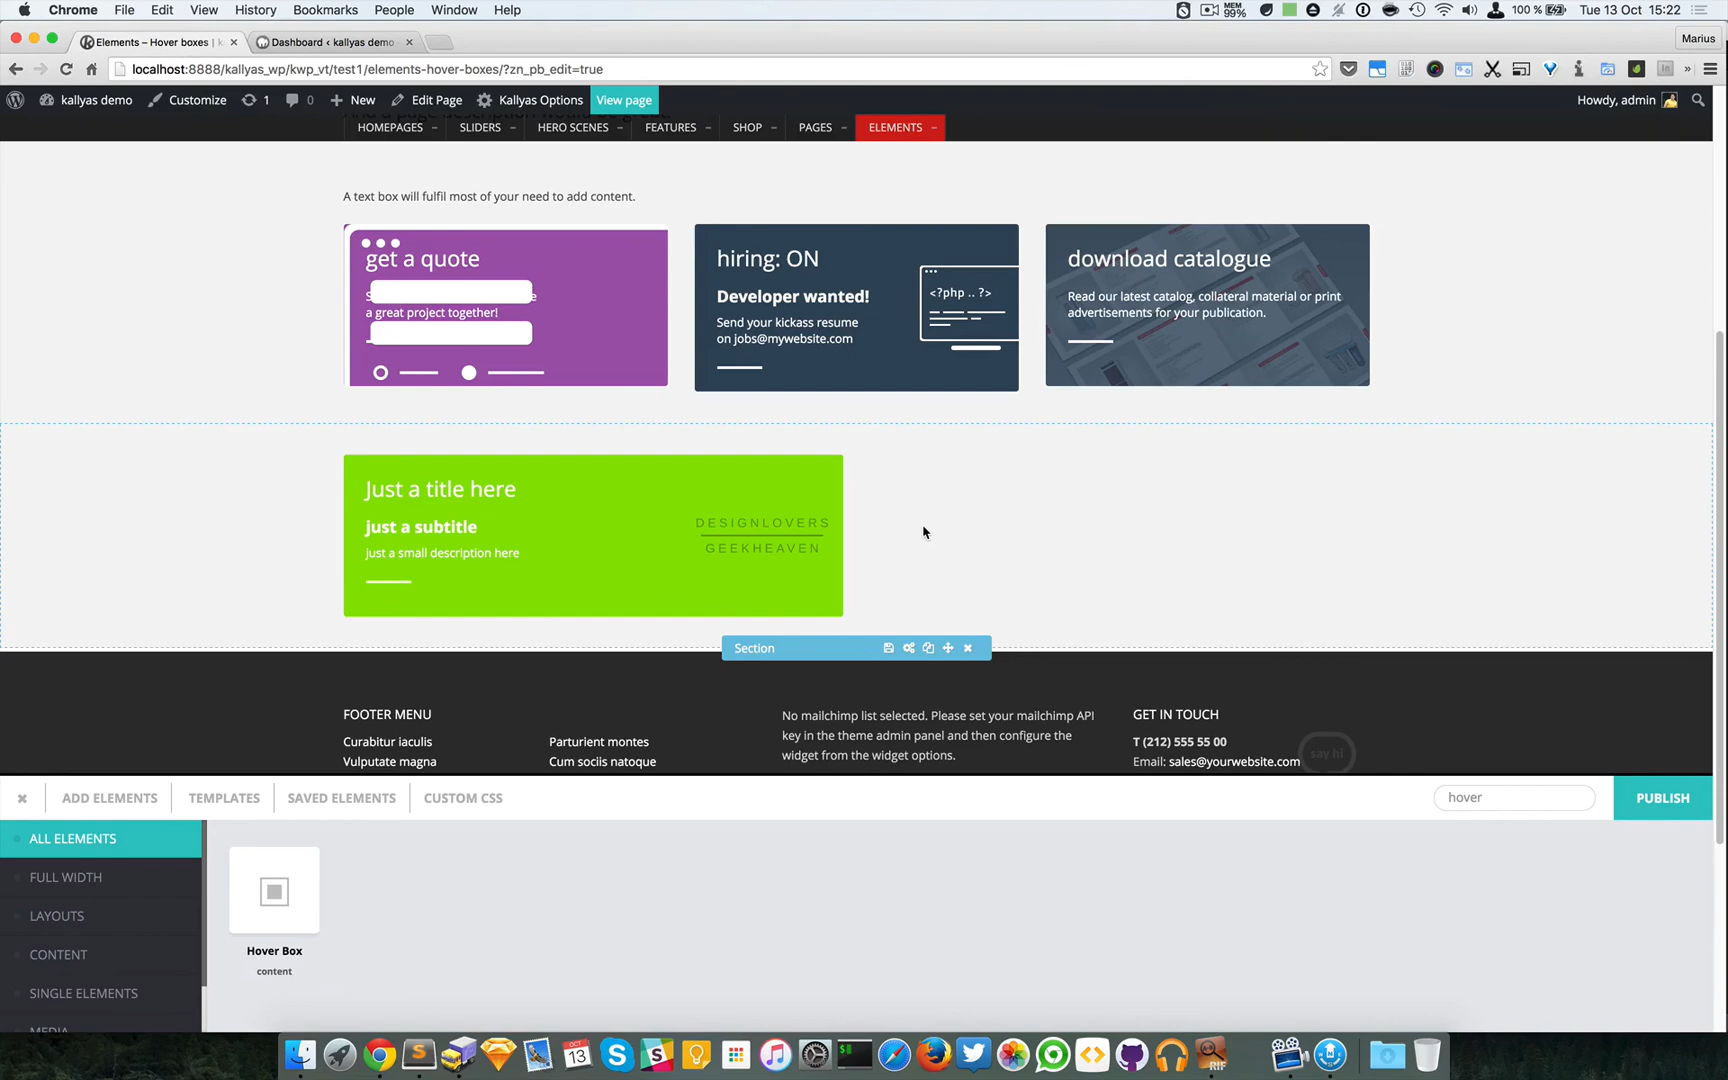 Chrome File Edit View History Bookmarks People Window Help
MEM 99% 100 % Tue 13 Oct 15:22
Elements – Hover boxes | k
Dashboard ‹ kallyas demo
Marius
localhost:8888/kallyas_wp/kwp_vt/test1/elements-hover-boxes/?zn_pb_edit=true
kallyas demo Customize 1 0 New Edit Page Kallyas Options View page Howdy, admin
HOMEPAGES SLIDERS HERO SCENES FEATURES SHOP PAGES ELEMENTS
A text box will fulfil most of your need to add content.
get a quote
a great project together!
hiring: ON
Developer wanted!
Send your kickass resume
on jobs@mywebsite.com
<?php .. ?>
download catalogue
Read our latest catalog, collateral material or print
advertisements for your publication.
Just a title here
just a subtitle
just a small description here
DESIGNLOVERS
GEEKHEAVEN
Section
FOOTER MENU
Curabitur iaculis
Vulputate magna
Parturient montes
Cum sociis natoque
No mailchimp list selected. Please set your mailchimp API
key in the theme admin panel and then configure the
widget from the widget options.
GET IN TOUCH
T (212) 555 55 00
Email: sales@yourwebsite.com
say hi
ADD ELEMENTS TEMPLATES SAVED ELEMENTS CUSTOM CSS hover PUBLISH
ALL ELEMENTS
FULL WIDTH
LAYOUTS
CONTENT
SINGLE ELEMENTS
MEDIA
Hover Box
content